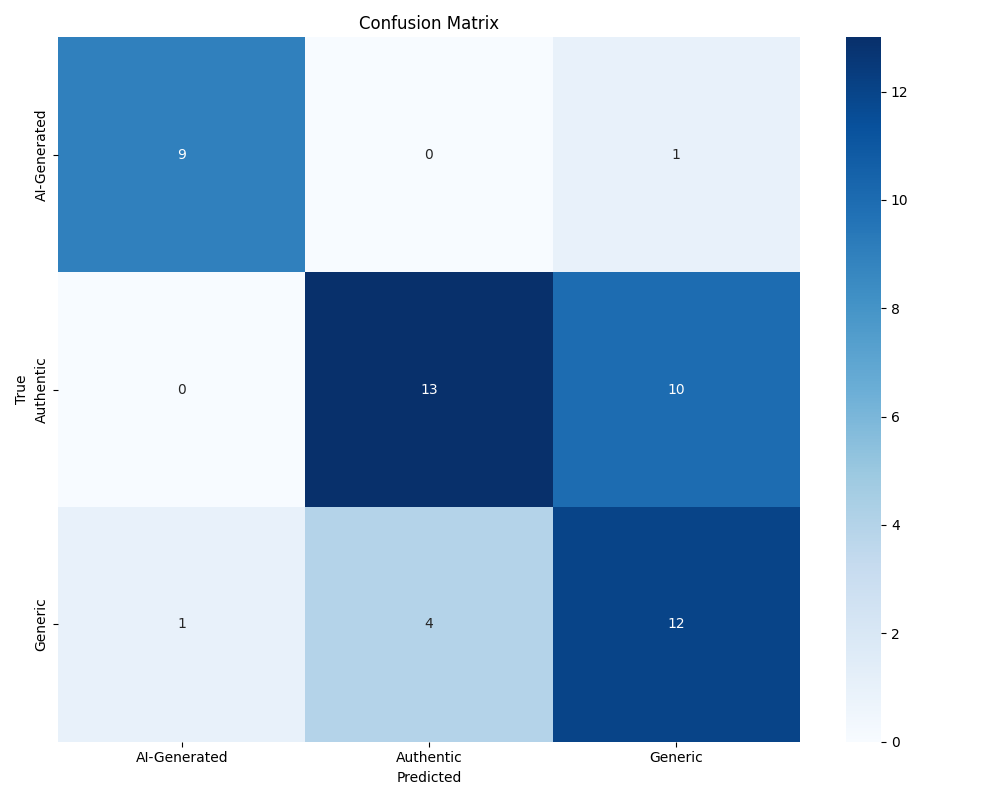 Confusion Matrix
True
AI-Generated
9
0
1
Authentic
0
13
10
Generic
1
4
12
AI-Generated
Authentic
Generic
Predicted
12
10
8
6
4
2
0